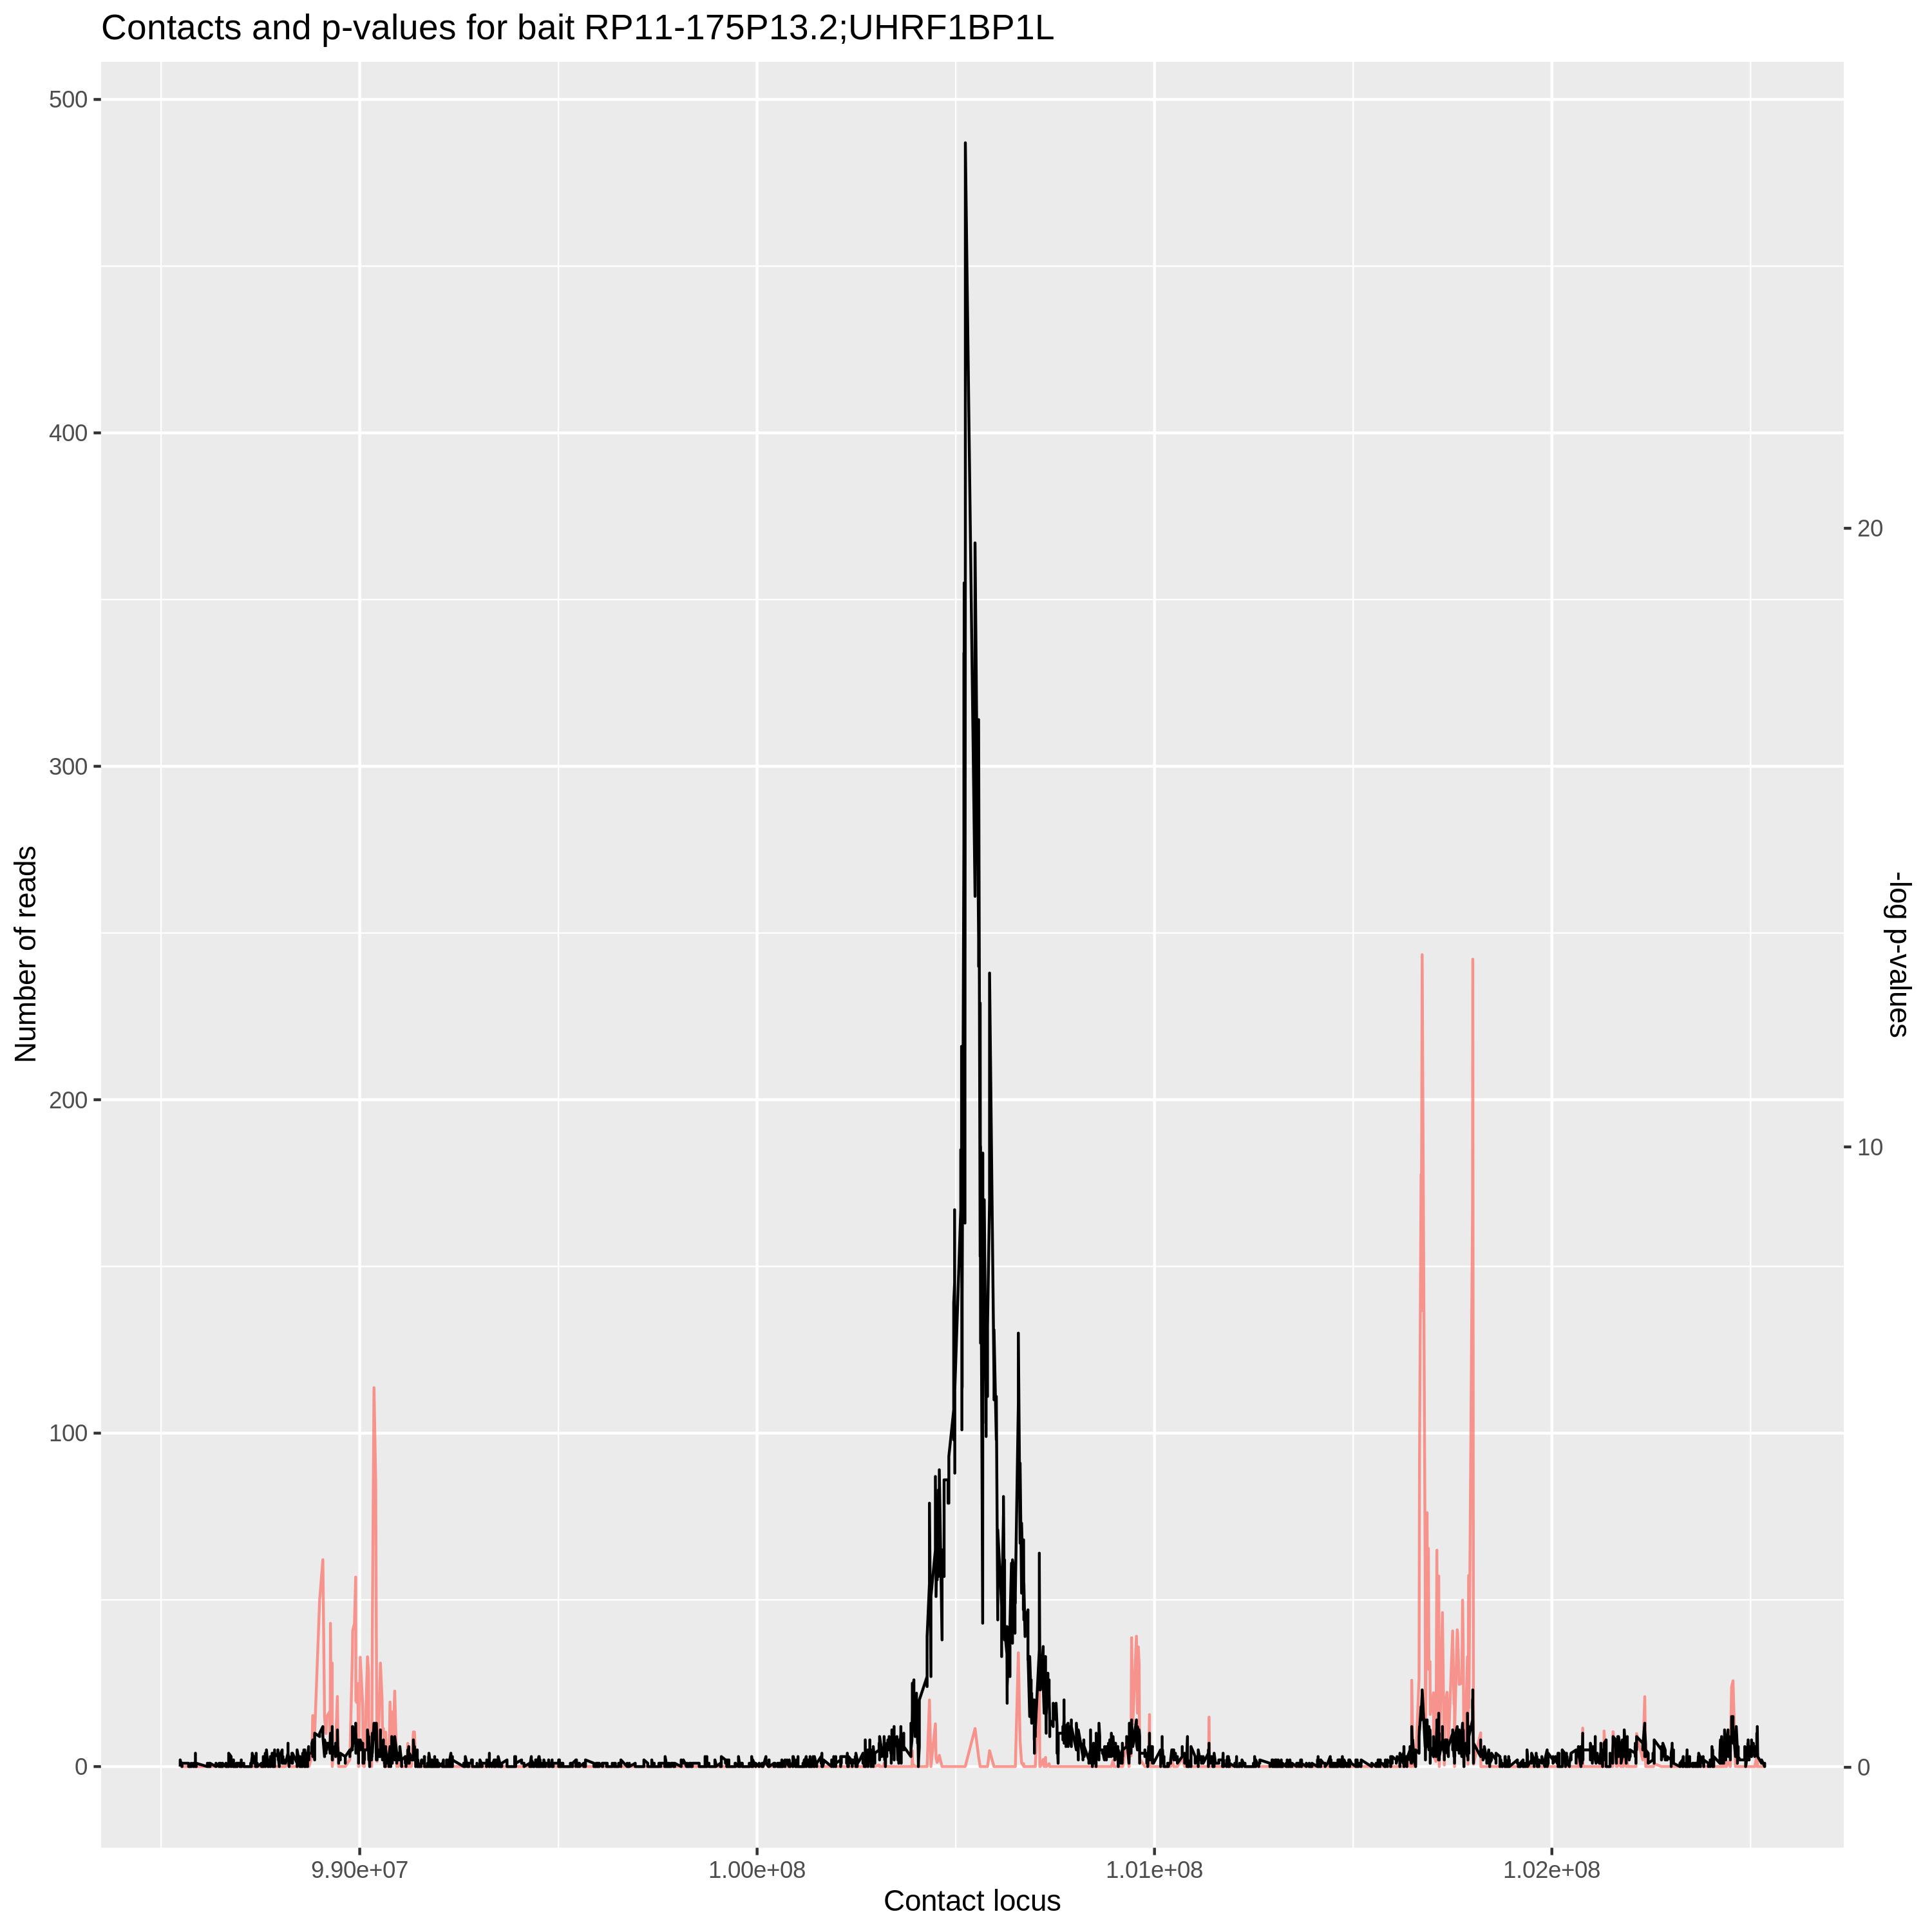 Contacts and p-values for bait RP11-175P13.2;UHRF1BP1L
500
400
300
200
100
0
Number of reads
20
10
0
-log p-values
9.90e+07
1.00e+08
1.01e+08
1.02e+08
Contact locus